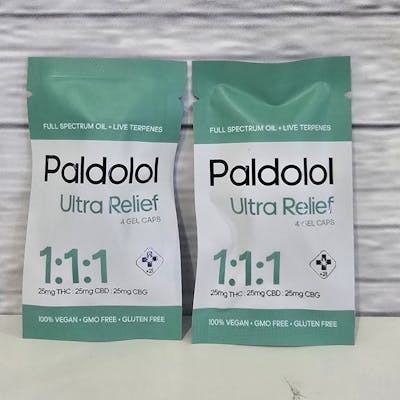 FULL SPECTRUM OIL + LIVE TERPENES
Paldolol
Ultra Relief
4 GEL CAPS
1:1:1
+21
25mg THC : 25mg CBD : 25mg CBG
100% VEGAN • GMO FREE • GLUTEN FREE
FULL SPECTRUM OIL + LIVE TERPENES
Paldolol
Ultra Relief
4 GEL CAPS
1:1:1
+21
25mg THC : 25mg CBD : 25mg CBG
100% VEGAN • GMO FREE • GLUTEN FREE